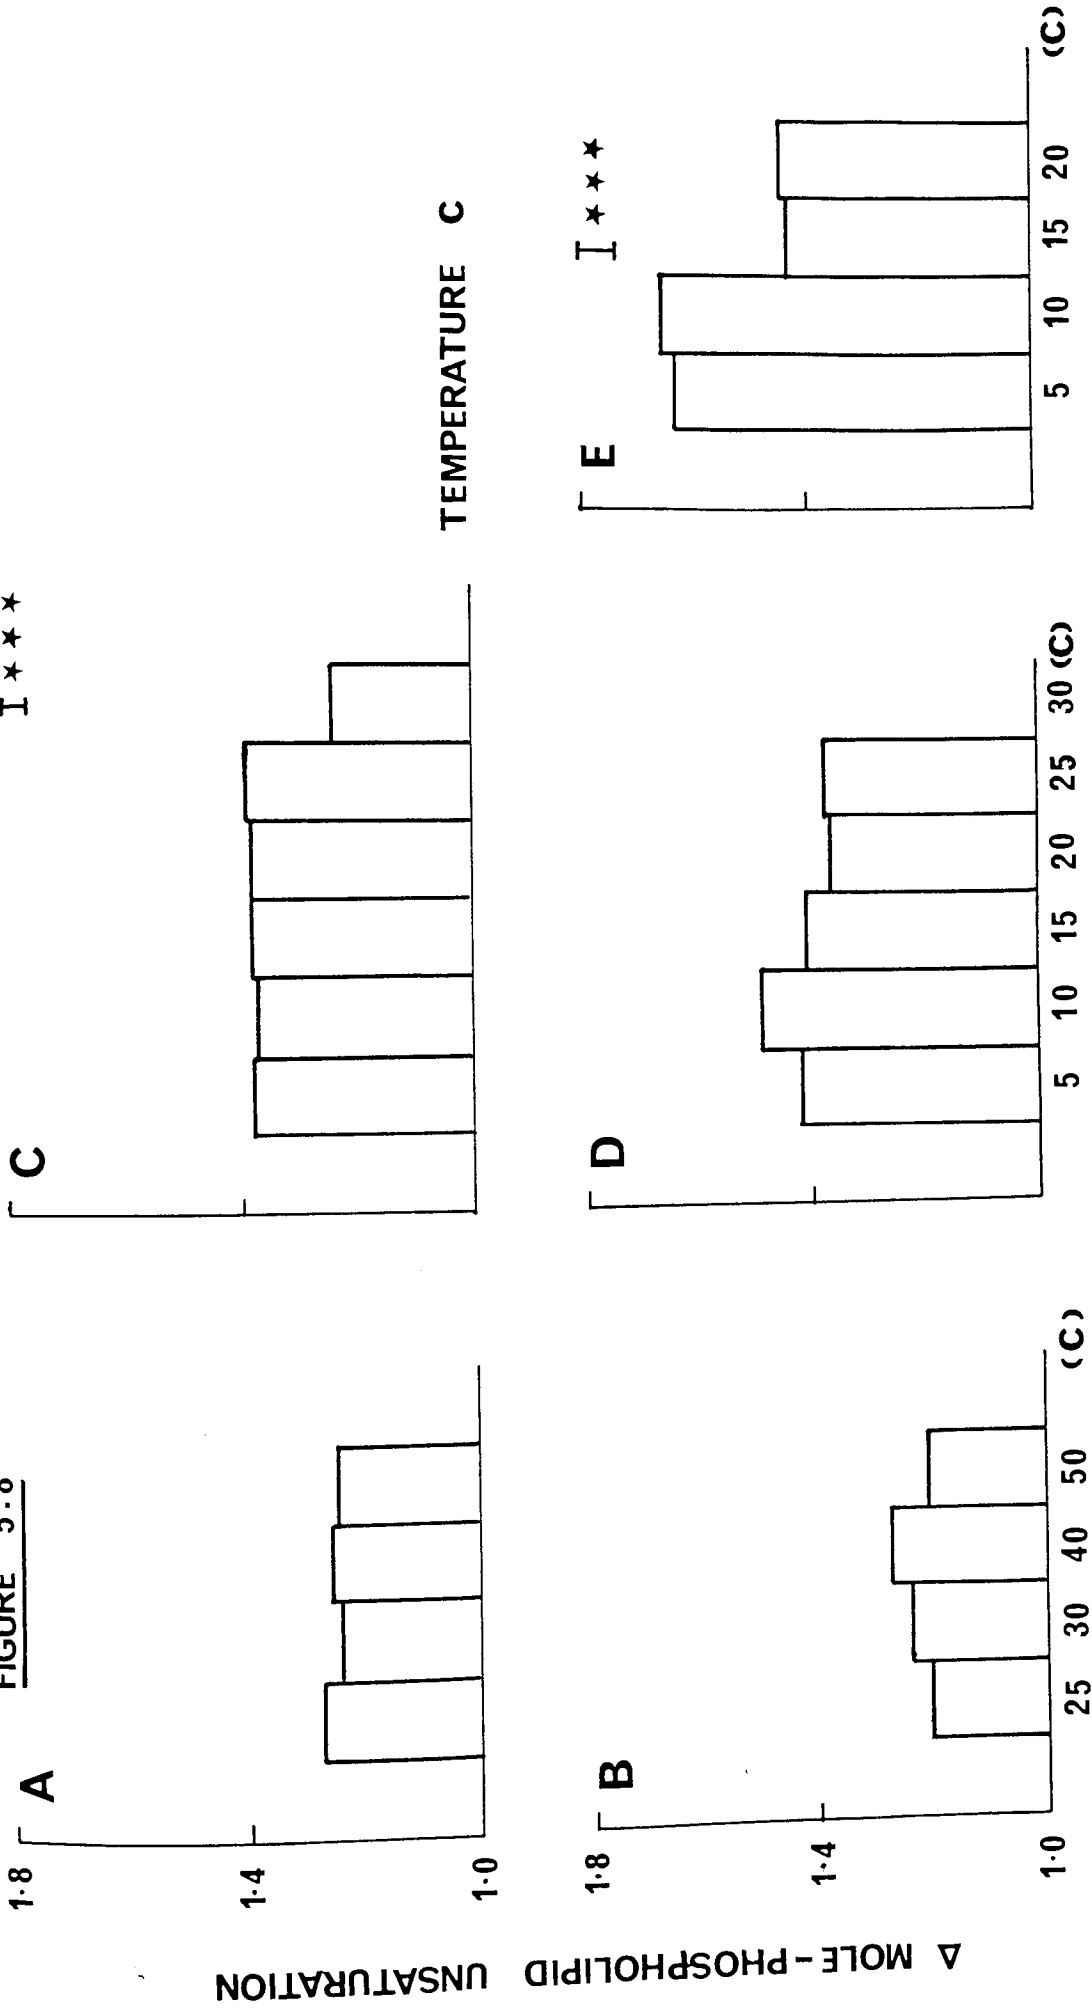 FIGURE 5·8
A
1·8
1·4
1·0
C
I ★★★
TEMPERATURE C
B
1·8
1·4
1·0
25 30 40 50 (C)
D
5 10 15 20 25 30 (C)
E
I ★★★
5 10 15 20 (C)
Δ MOLE-PHOSPHOLIPID UNSATURATION